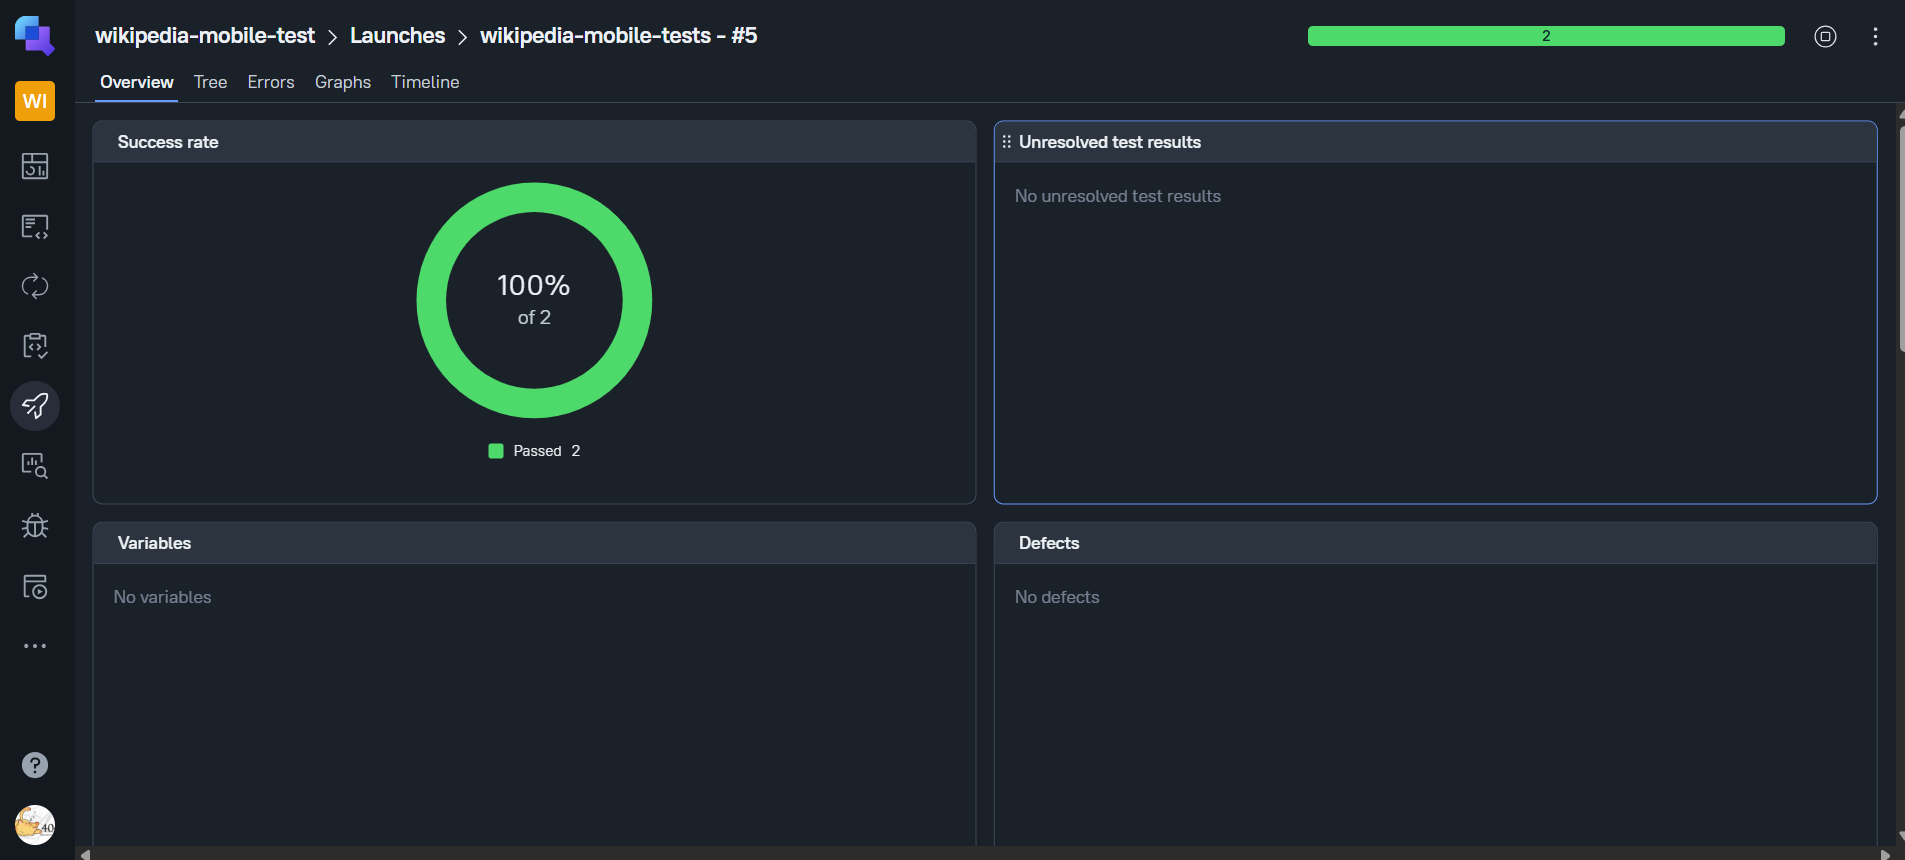 wikipedia-mobile-test > Launches > wikipedia-mobile-tests - #5
2
WI
Overview Tree Errors Graphs Timeline
Success rate
100%
of 2
Passed 2
Unresolved test results
No unresolved test results
Variables
No variables
Defects
No defects
?
40